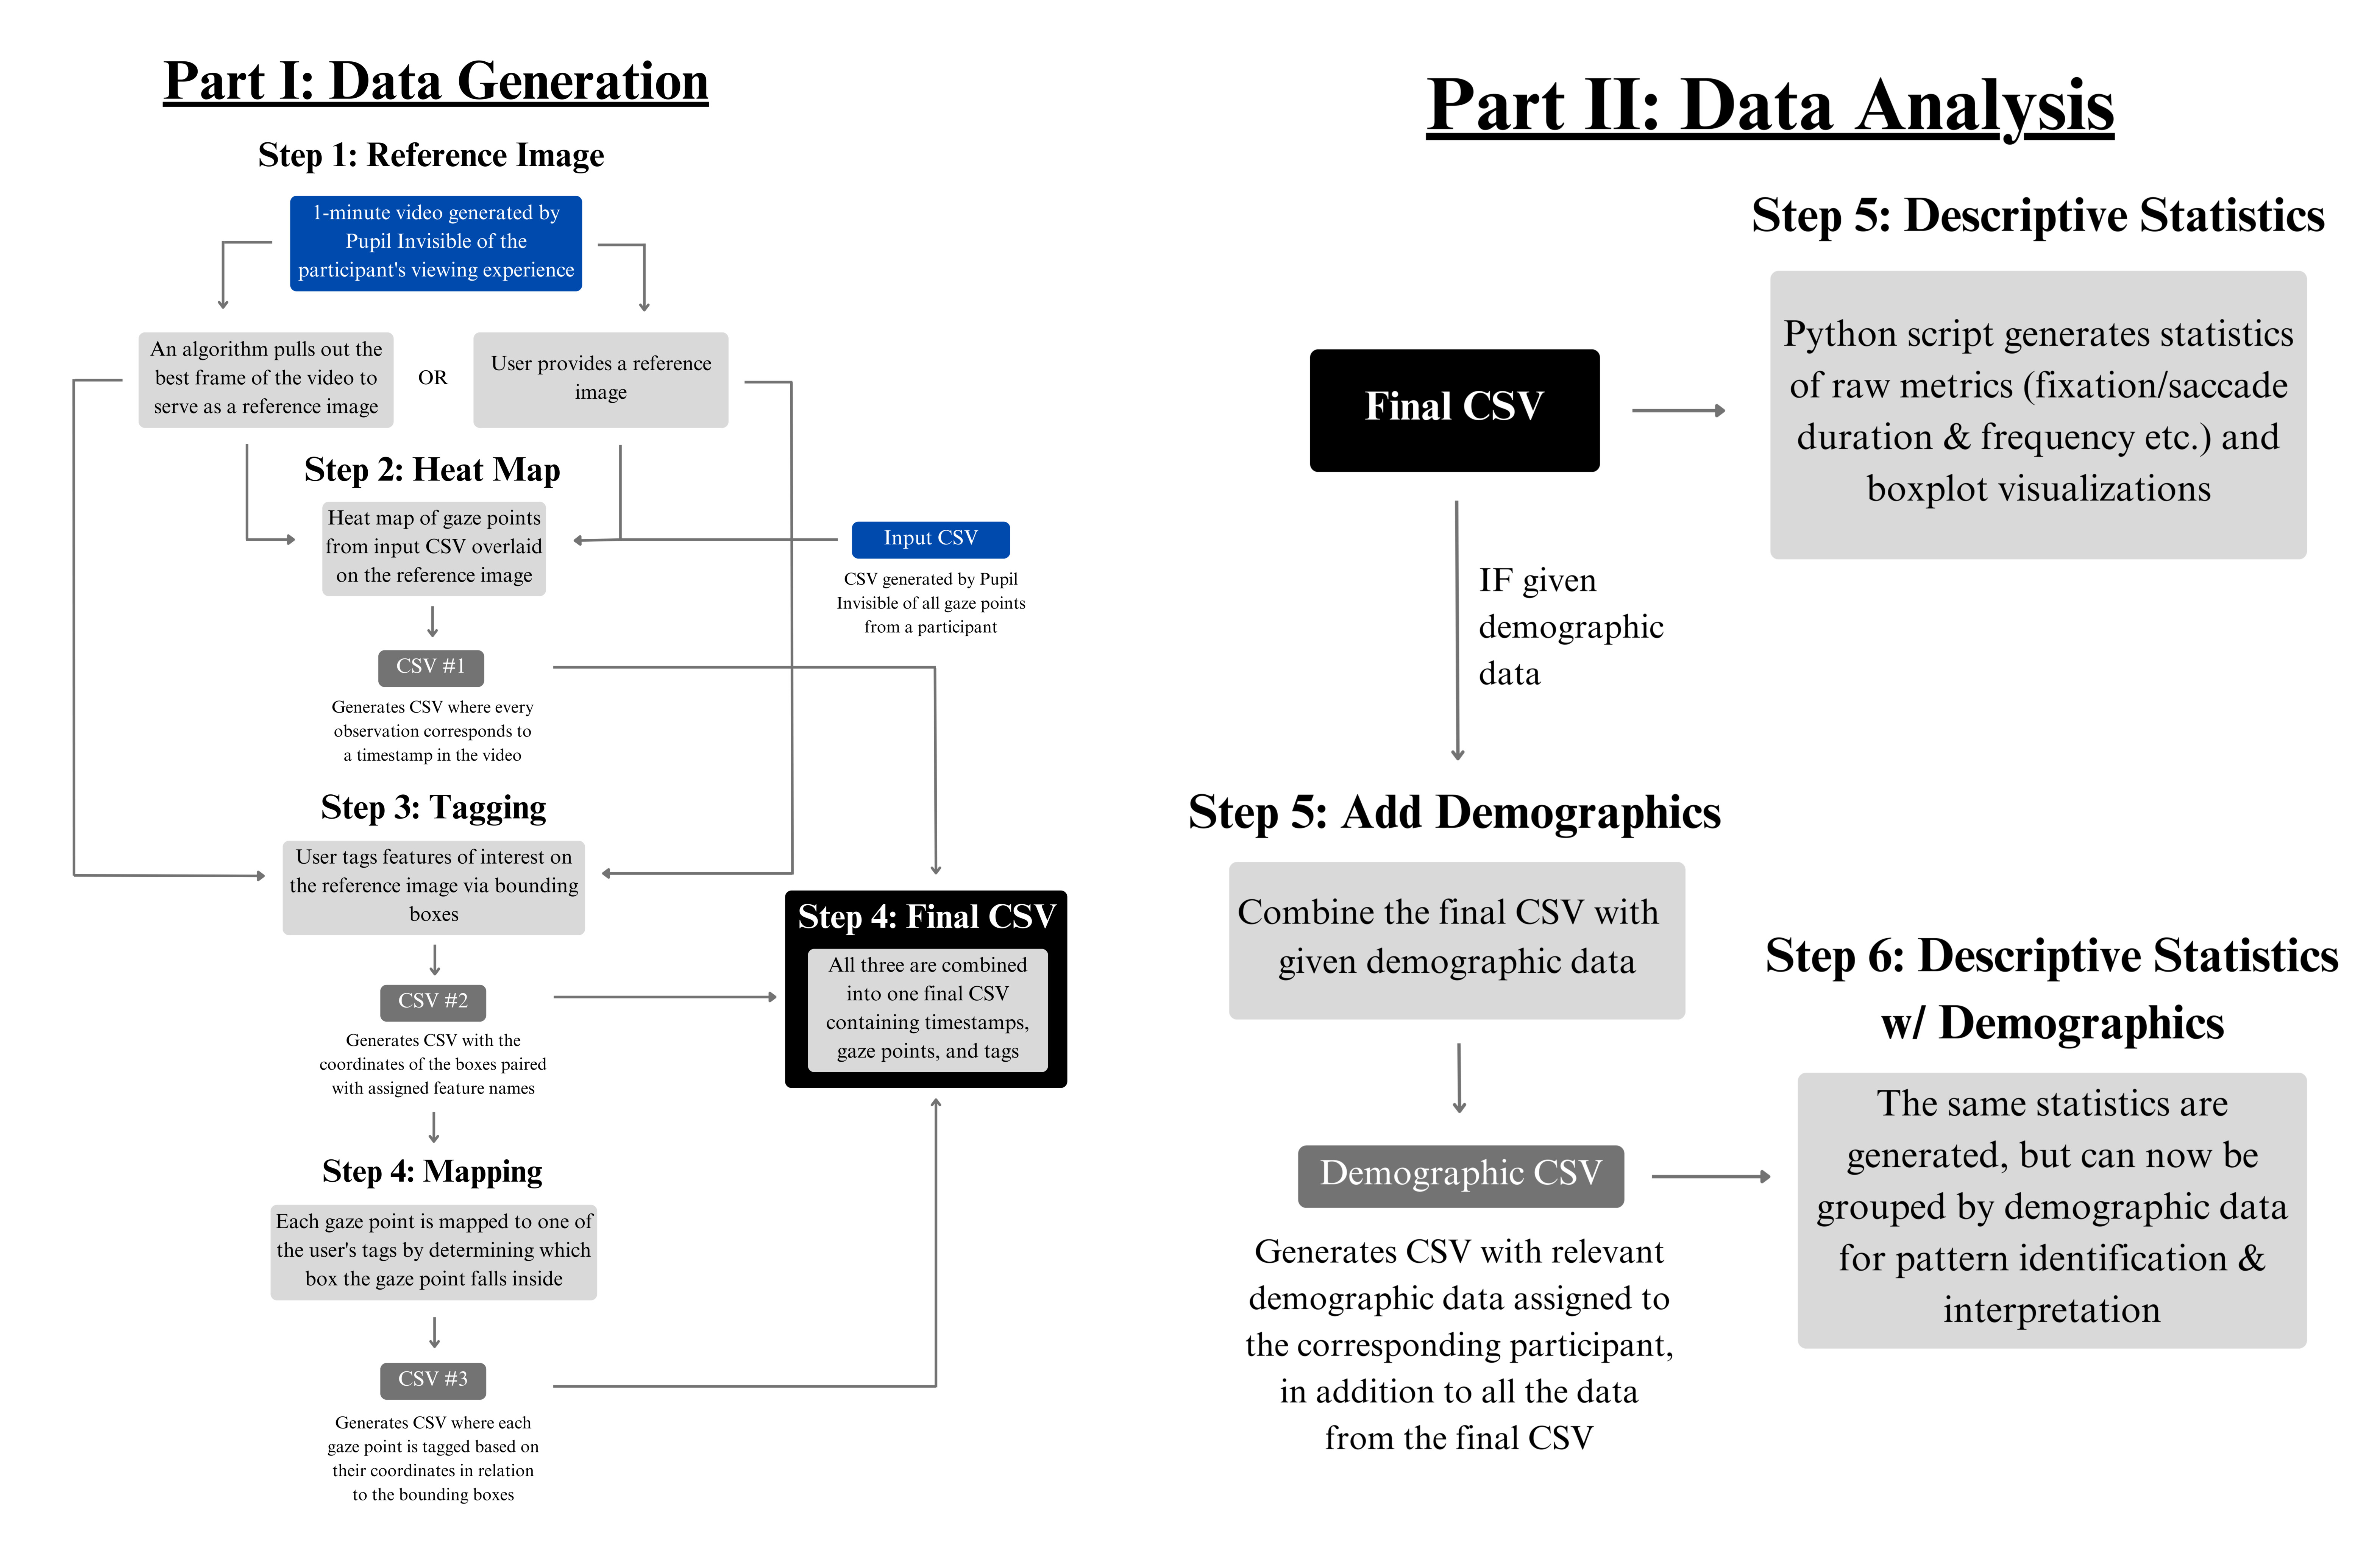 Part I: Data Generation
Step 1: Reference Image
1-minute video generated by
Pupil Invisible of the
participant's viewing experience
An algorithm pulls out the
best frame of the video to
serve as a reference image
OR
User provides a reference
image
Step 2: Heat Map
Heat map of gaze points
from input CSV overlaid
on the reference image
Input CSV
CSV generated by Pupil
Invisible of all gaze points
from a participant
CSV #1
Generates CSV where every
observation corresponds to
a timestamp in the video
Step 3: Tagging
User tags features of interest on
the reference image via bounding
boxes
CSV #2
Generates CSV with the
coordinates of the boxes paired
with assigned feature names
Step 4: Final CSV
All three are combined
into one final CSV
containing timestamps,
gaze points, and tags
Step 4: Mapping
Each gaze point is mapped to one of
the user's tags by determining which
box the gaze point falls inside
CSV #3
Generates CSV where each
gaze point is tagged based on
their coordinates in relation
to the bounding boxes
Part II: Data Analysis
Step 5: Descriptive Statistics
Final CSV
Python script generates statistics
of raw metrics (fixation/saccade
duration & frequency etc.) and
boxplot visualizations
IF given
demographic
data
Step 5: Add Demographics
Combine the final CSV with
given demographic data
Demographic CSV
Generates CSV with relevant
demographic data assigned to
the corresponding participant,
in addition to all the data
from the final CSV
Step 6: Descriptive Statistics
w/ Demographics
The same statistics are
generated, but can now be
grouped by demographic data
for pattern identification &
interpretation